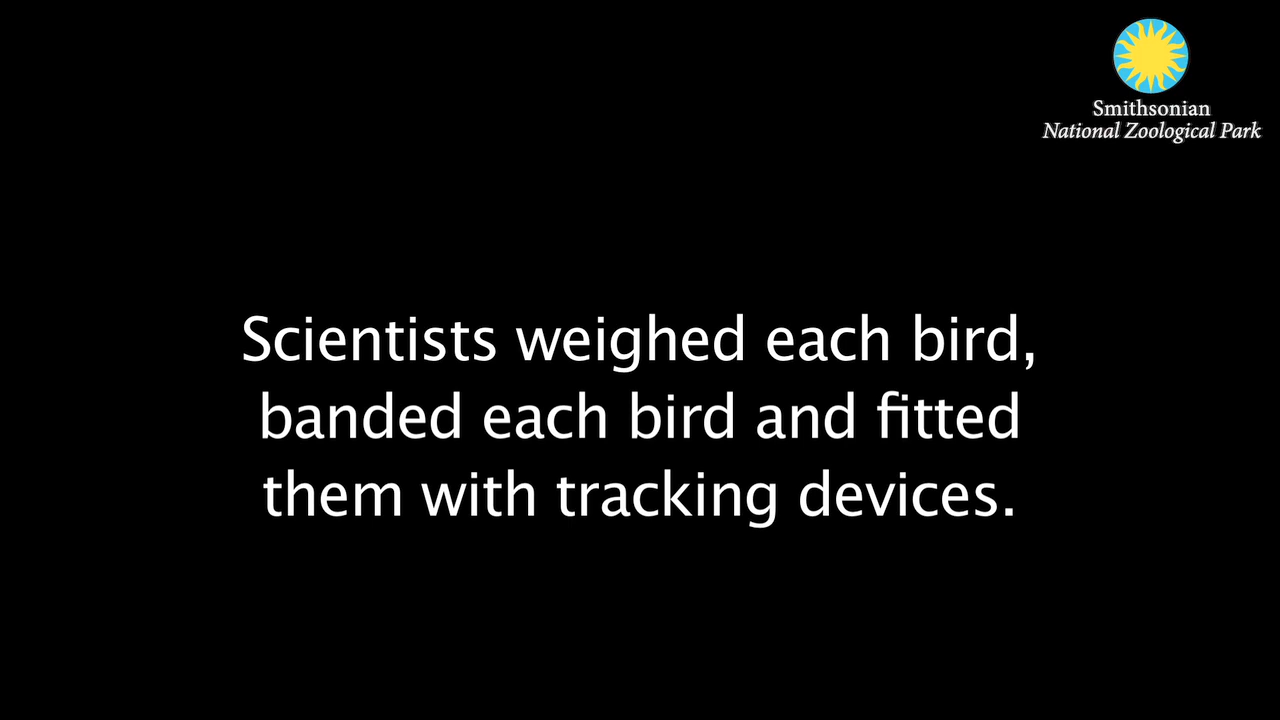 Smithsonian
National Zoological Park
Scientists weighed each bird,
banded each bird and fitted
them with tracking devices.